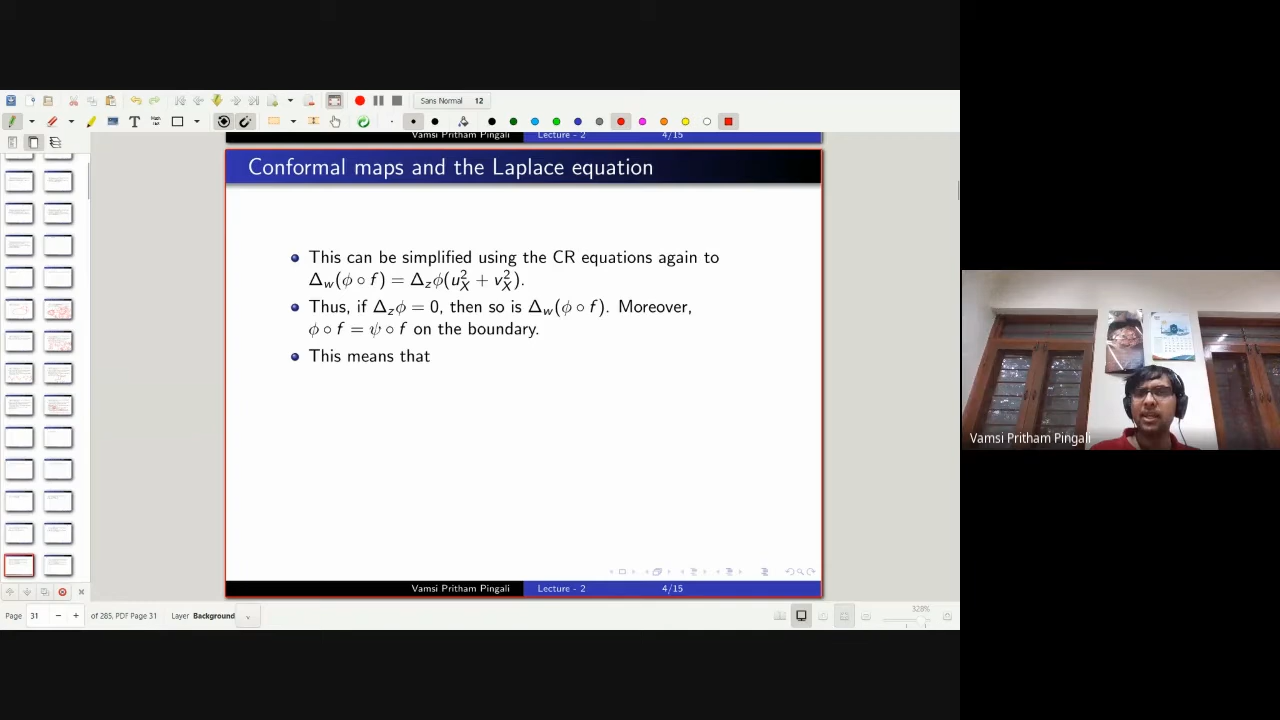 Sans Normal 12
Vamsi Pritham Pingali Lecture - 2 4/15
Conformal maps and the Laplace equation
This can be simplified using the CR equations again to
Δ_w(ϕ ∘ f) = Δ_zϕ(u_X^2 + v_X^2).
Thus, if Δ_zϕ = 0, then so is Δ_w(ϕ ∘ f). Moreover,
ϕ ∘ f = ψ ∘ f on the boundary.
This means that
Vamsi Pritham Pingali Lecture - 2 4/15
Page 31 of 285, PDF Page 31 Layer Background 328%
Vamsi Pritham Pingali